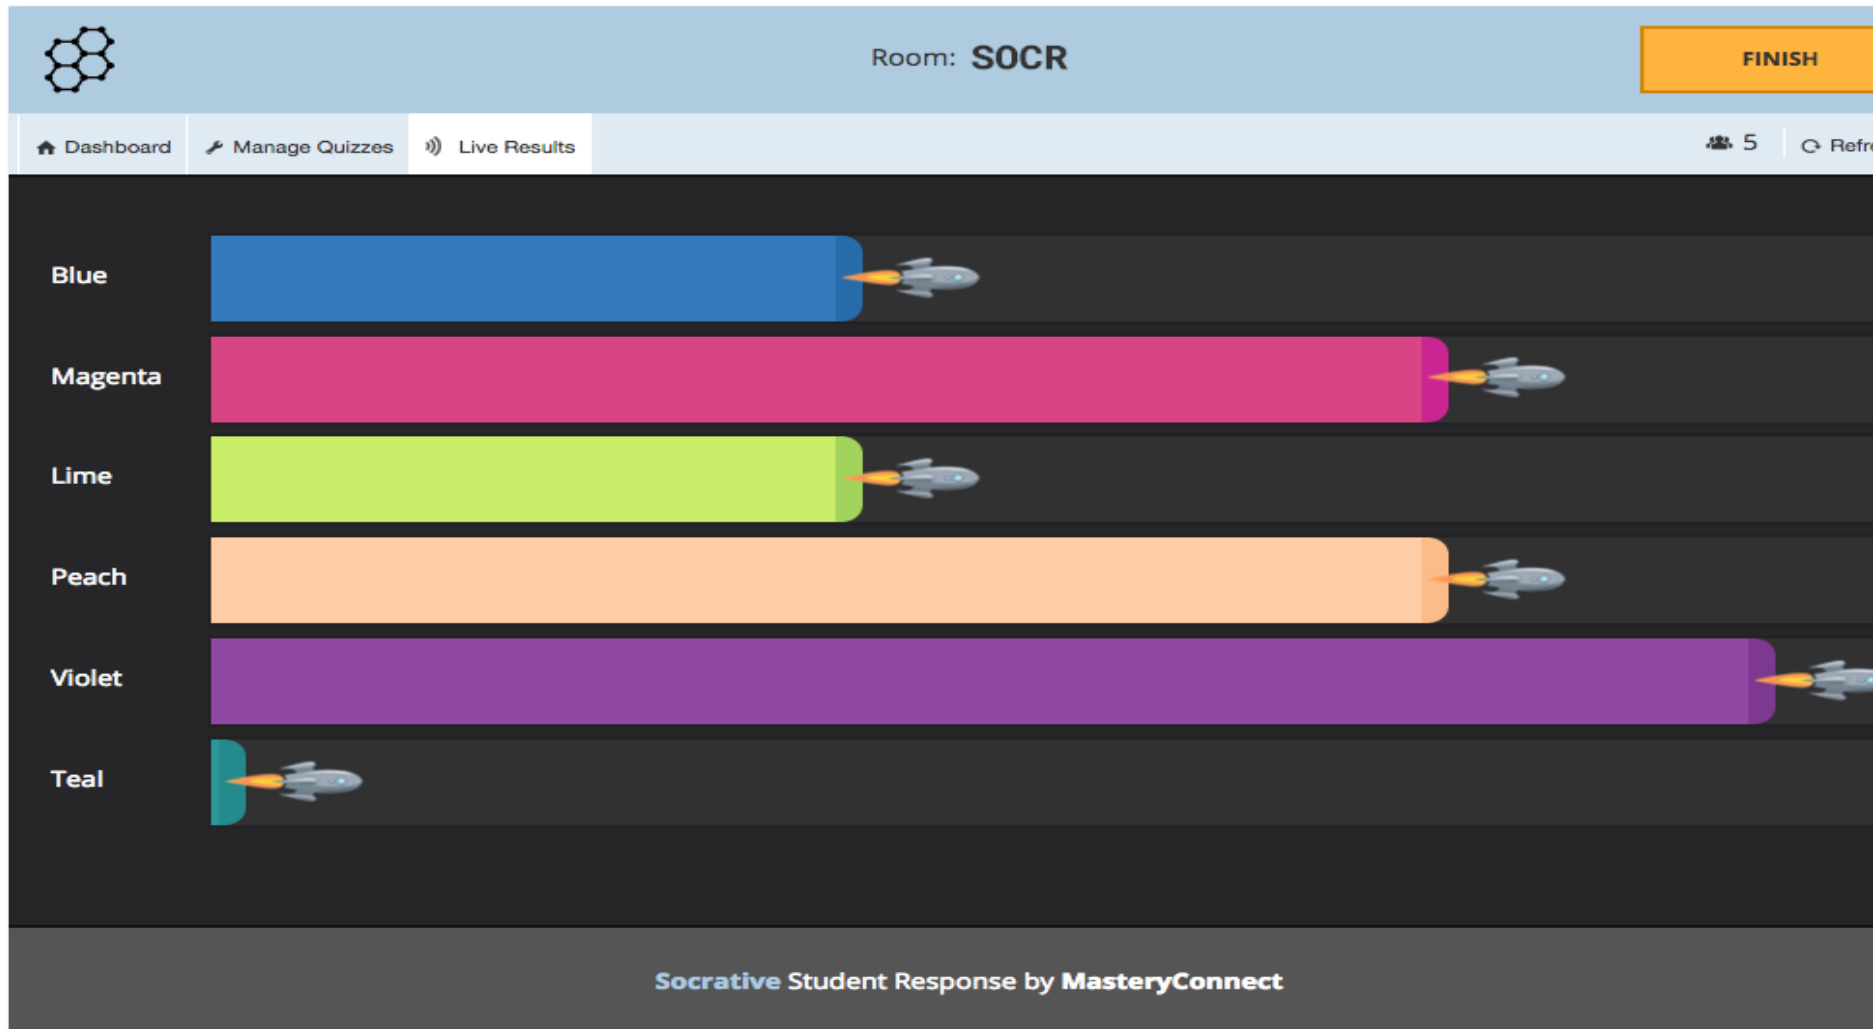 Room: SOCR
FINISH
Dashboard
Manage Quizzes
Live Results
5
Refre
Blue
Magenta
Lime
Peach
Violet
Teal
Socrative Student Response by MasteryConnect